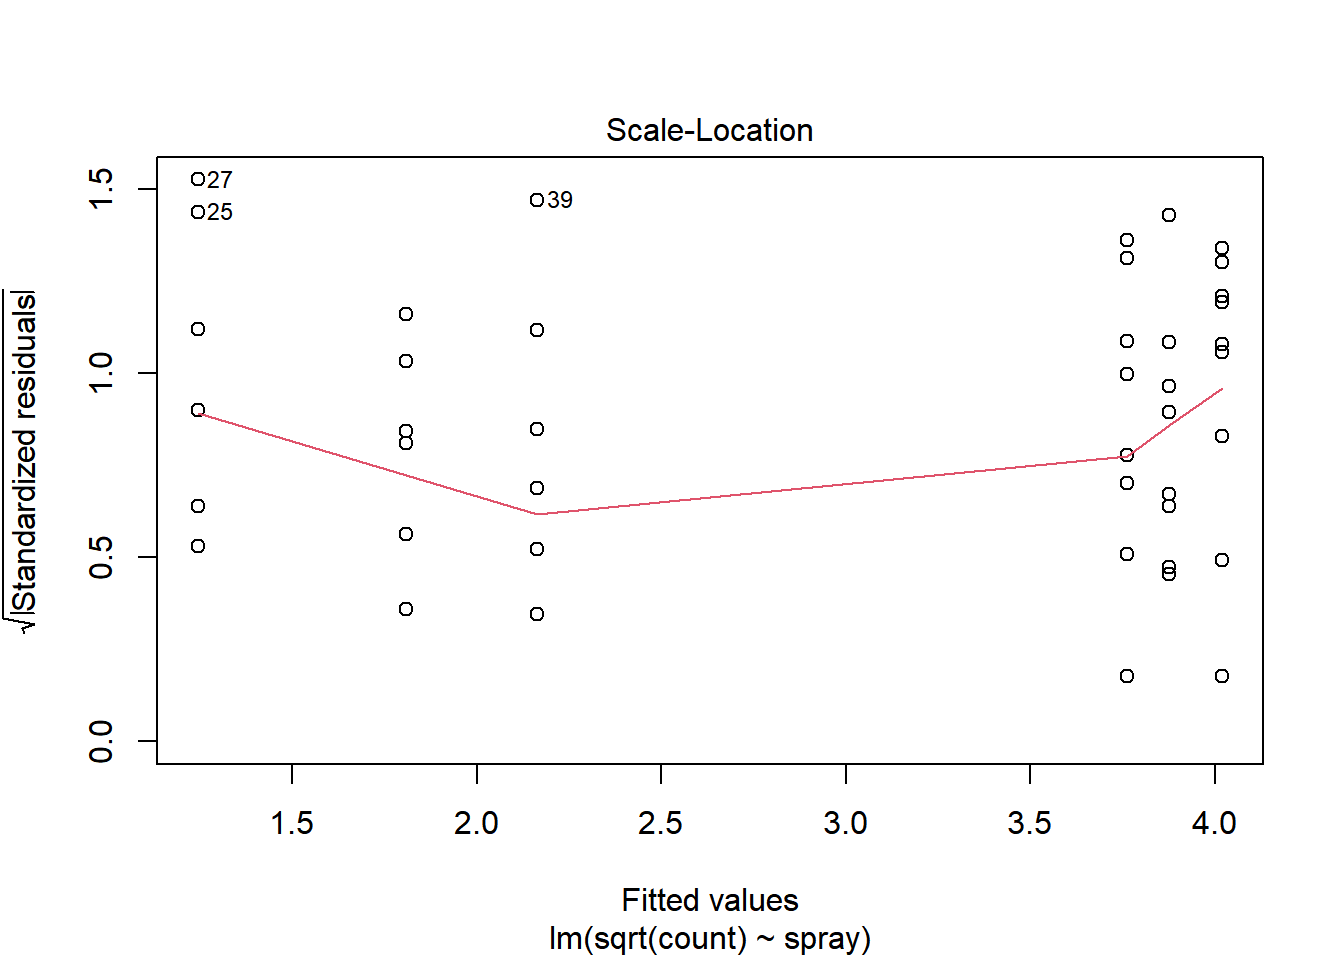 Scale-Location
27
25
39
√|Standardized residuals|
1.5
1.0
0.5
0.0
1.5 2.0 2.5 3.0 3.5 4.0
Fitted values
lm(sqrt(count) ~ spray)